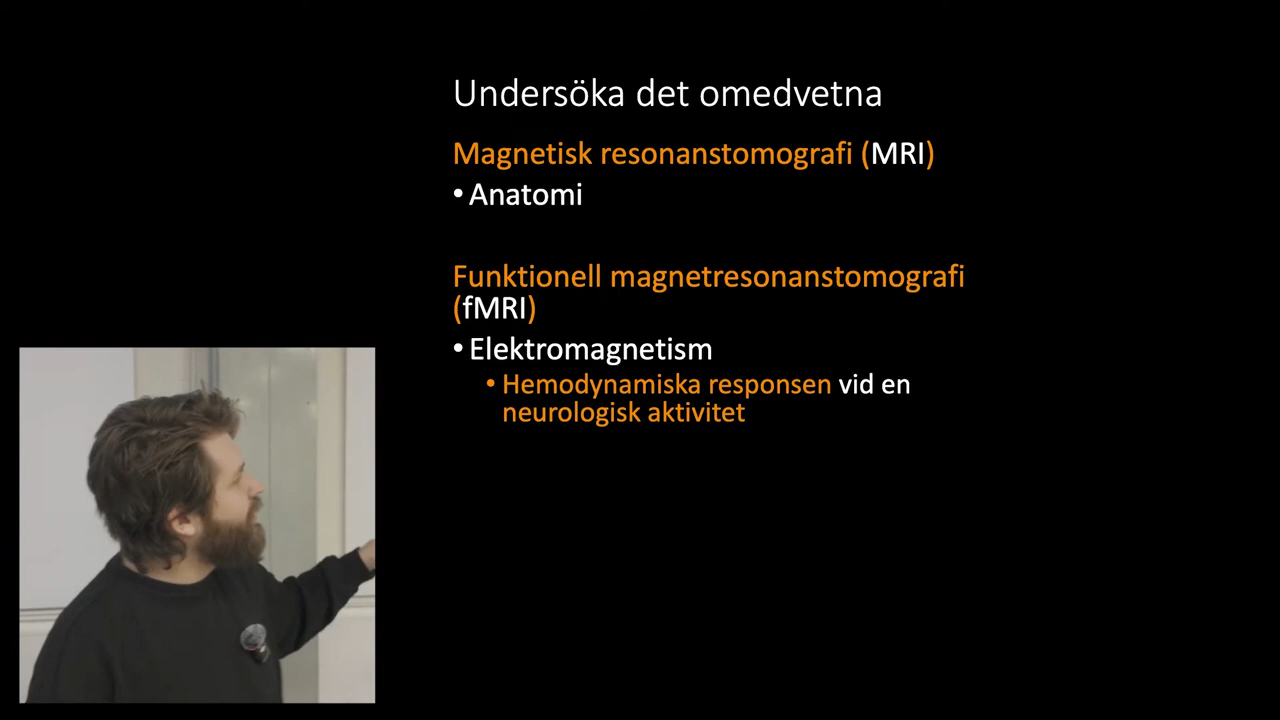 Undersöka det omedvetna
Magnetisk resonanstomografi (MRI)
• Anatomi
Funktionell magnetresonanstomografi
(fMRI)
• Elektromagnetism
• Hemodynamiska responsen vid en
neurologisk aktivitet